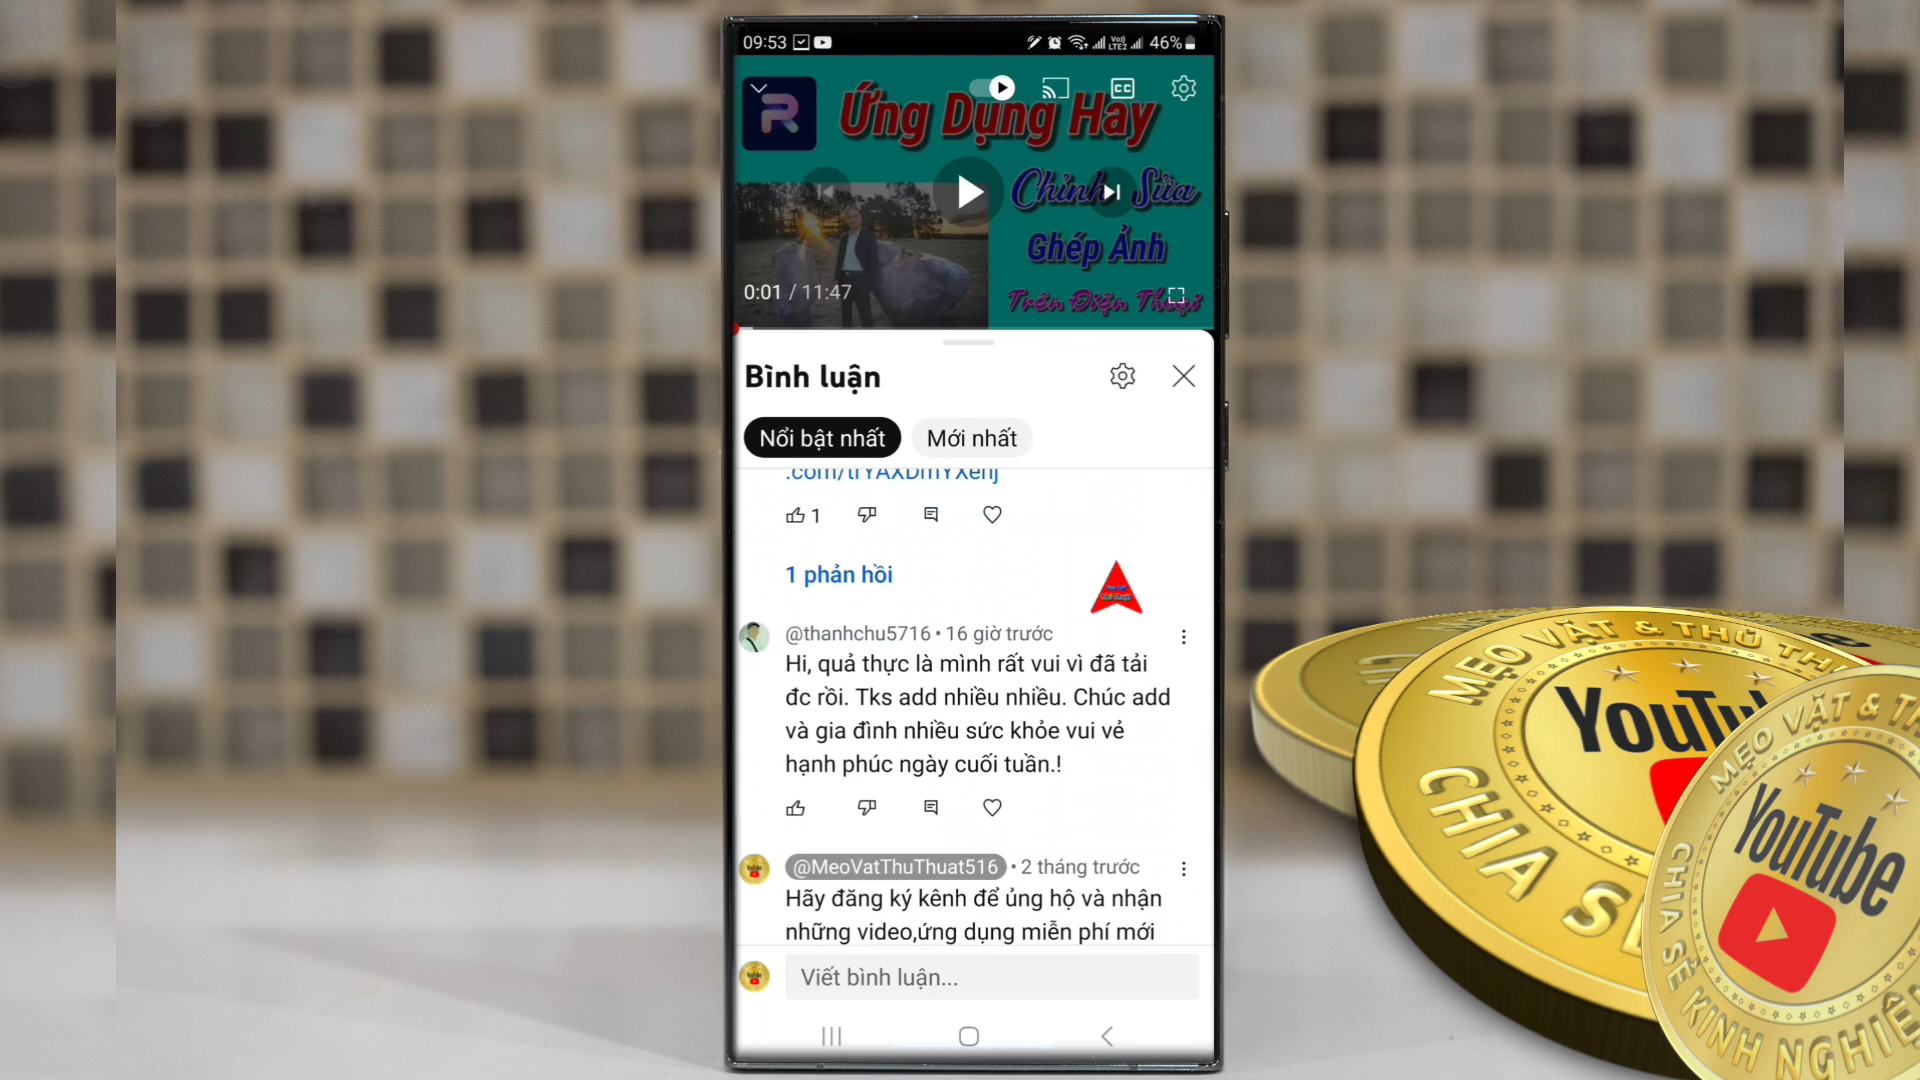 09:53
46%
Ứng Dụng Hay
Chỉnh Sửa
Ghép Ảnh
Trên Điện Thoại
0:01 / 11:47
Bình luận
Nổi bật nhất
Mới nhất
1
1 phản hồi
@thanhchu5716 • 16 giờ trước
Hi, quả thực là mình rất vui vì đã tải
đc rồi. Tks add nhiều nhiều. Chúc add
và gia đình nhiều sức khỏe vui vẻ
hạnh phúc ngày cuối tuần.!
@MeoVatThuThuat516 • 2 tháng trước
Hãy đăng ký kênh để ủng hộ và nhận
những video,ứng dụng miễn phí mới
Viết bình luận...
MẸO VẶT & THỦ
YouTu
CHIA
MẸO VẶT &
YouTube
CHIA SẺ KINH NGHIỆ